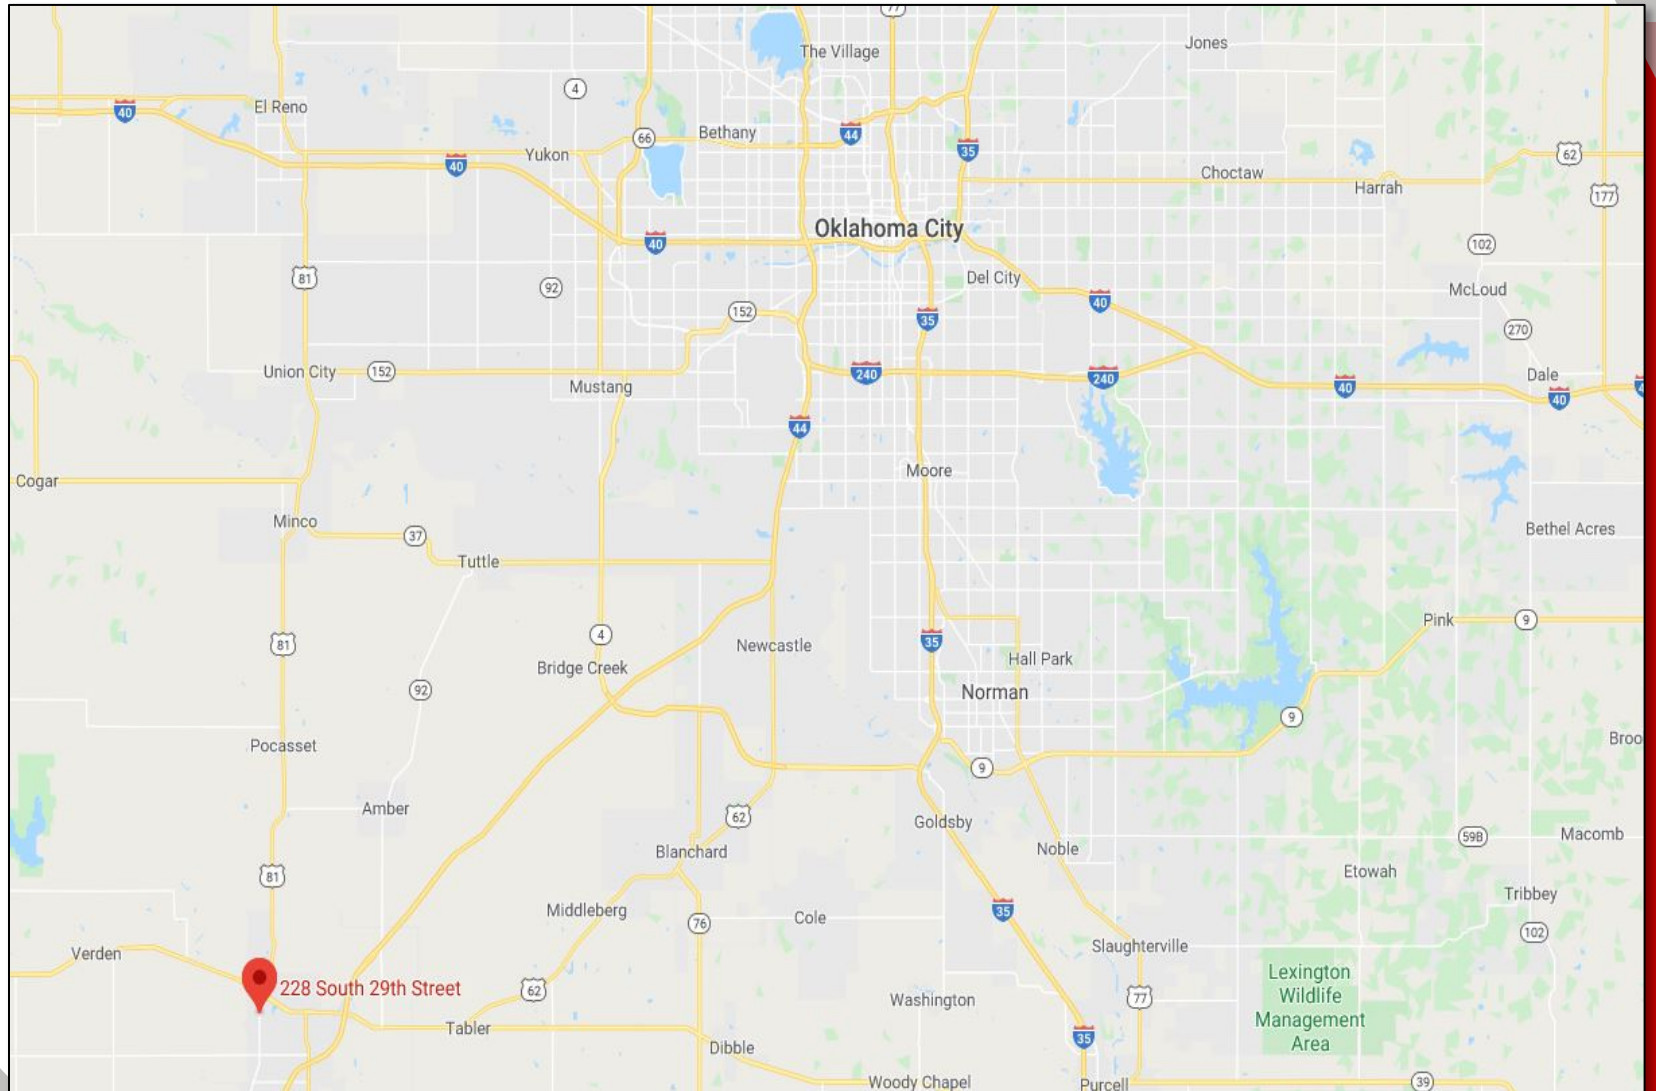 77
The Village
Jones
4
El Reno
40
66
Bethany
44
Yukon
35
62
40
Choctaw
Harrah
177
Oklahoma City
40
102
81
Del City
92
McLoud
40
152
35
270
Union City
152
240
240
Dale
Mustang
40
40
4
44
Moore
Cogar
Minco
Bethel Acres
37
Tuttle
Pink
9
4
35
81
Newcastle
Hall Park
Bridge Creek
92
Norman
9
Pocasset
Broo
9
Amber
62
Goldsby
Macomb
59B
Blanchard
Noble
81
Etowah
Tribbey
Middleberg
35
Cole
76
102
Verden
Slaughterville
Lexington
Wildlife
Management
Area
228 South 29th Street
62
Washington
77
Tabler
35
Dibble
Woody Chapel
Purcell
39